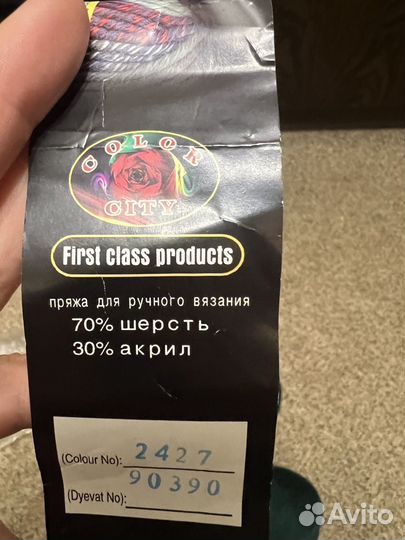 COLOR
CITY
First class products
пряжа для ручного вязания
70% шерсть
30% акрил
(Colour No): 2427
(Dyevat No): 90390
Avito